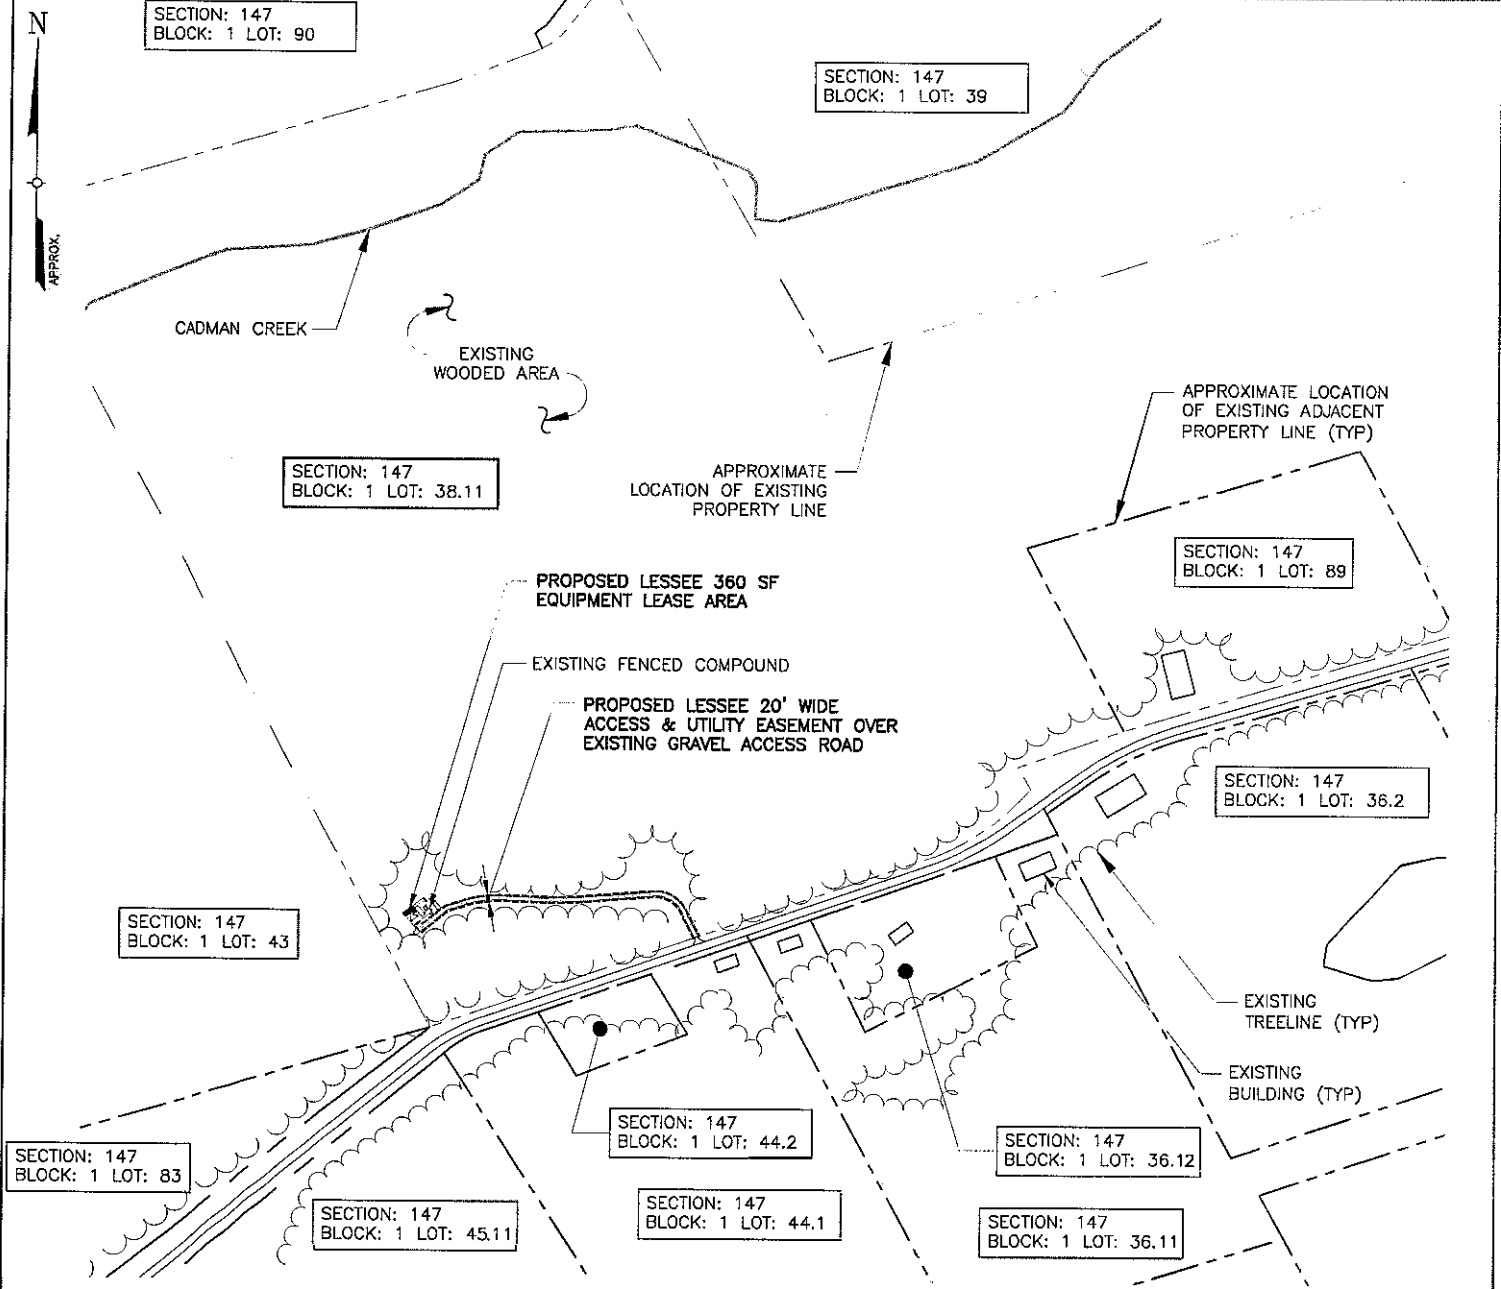 N
SECTION: 147
BLOCK: 1 LOT: 90
SECTION: 147
BLOCK: 1 LOT: 39
APPROX.
CADMAN CREEK
EXISTING
WOODED AREA
APPROXIMATE LOCATION
OF EXISTING ADJACENT
PROPERTY LINE (TYP)
SECTION: 147
BLOCK: 1 LOT: 38.11
APPROXIMATE
LOCATION OF EXISTING
PROPERTY LINE
SECTION: 147
BLOCK: 1 LOT: 89
PROPOSED LESSEE 360 SF
EQUIPMENT LEASE AREA
EXISTING FENCED COMPOUND
PROPOSED LESSEE 20' WIDE
ACCESS & UTILITY EASEMENT OVER
EXISTING GRAVEL ACCESS ROAD
SECTION: 147
BLOCK: 1 LOT: 36.2
SECTION: 147
BLOCK: 1 LOT: 43
EXISTING
TREELINE (TYP)
EXISTING
BUILDING (TYP)
SECTION: 147
BLOCK: 1 LOT: 44.2
SECTION: 147
BLOCK: 1 LOT: 36.12
SECTION: 147
BLOCK: 1 LOT: 83
SECTION: 147
BLOCK: 1 LOT: 45.11
SECTION: 147
BLOCK: 1 LOT: 44.1
SECTION: 147
BLOCK: 1 LOT: 36.11